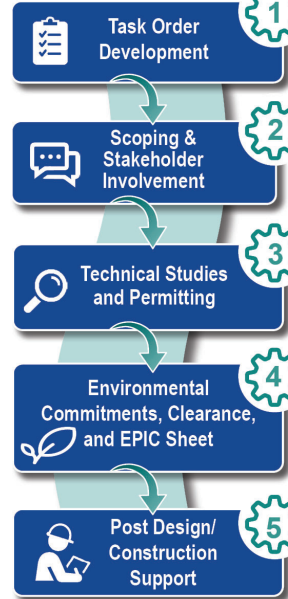 1
Task Order
Development
2
Scoping &
Stakeholder
Involvement
3
Technical Studies
and Permitting
4
Environmental
Commitments, Clearance,
and EPIC Sheet
5
Post Design/
Construction
Support